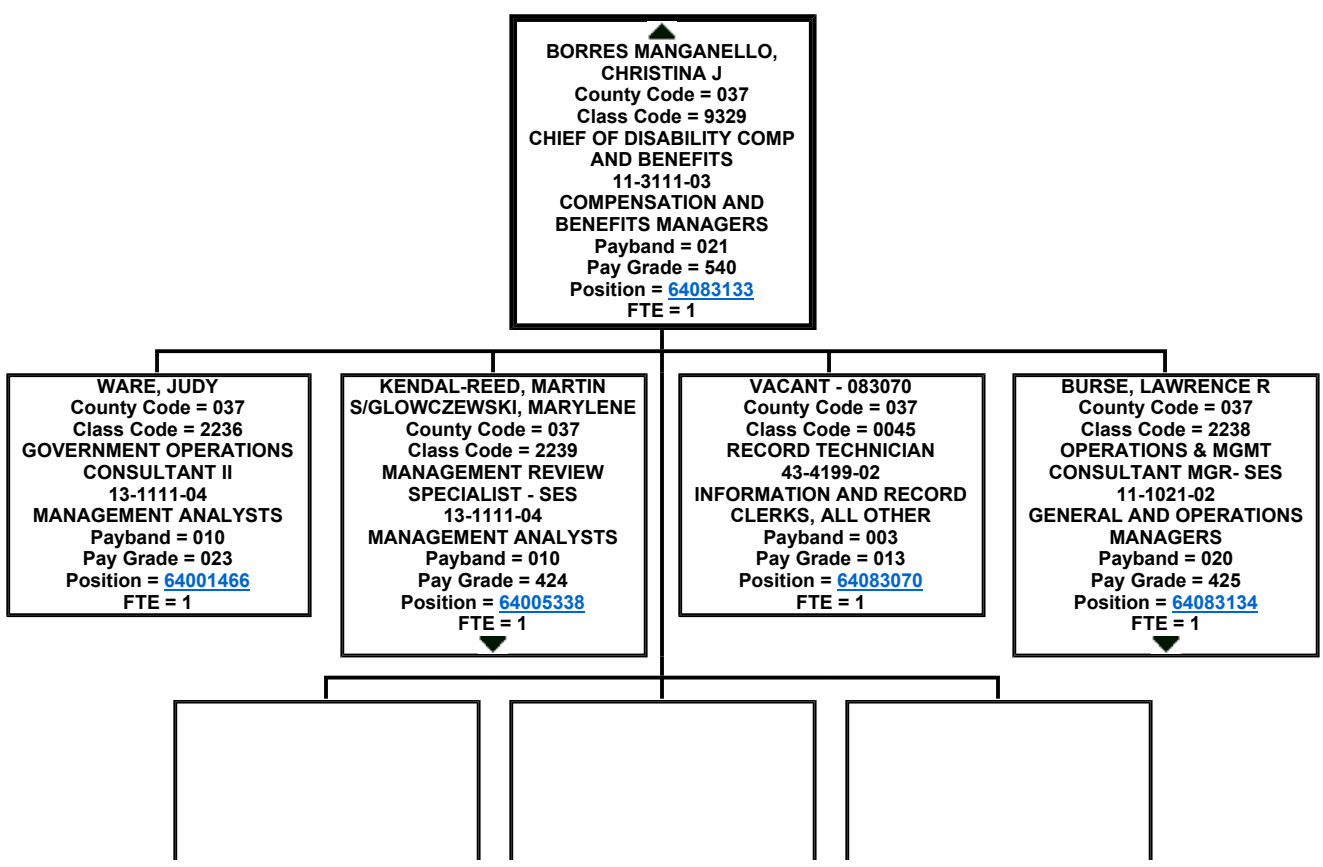 BORRES MANGANELLO,
CHRISTINA J
County Code = 037
Class Code = 9329
CHIEF OF DISABILITY COMP
AND BENEFITS
11-3111-03
COMPENSATION AND
BENEFITS MANAGERS
Payband = 021
Pay Grade = 540
Position = 64083133
FTE = 1
WARE, JUDY
County Code = 037
Class Code = 2236
GOVERNMENT OPERATIONS
CONSULTANT II
13-1111-04
MANAGEMENT ANALYSTS
Payband = 010
Pay Grade = 023
Position = 64001466
FTE = 1
KENDAL-REED, MARTIN
S/GLOWCZEWSKI, MARYLENE
County Code = 037
Class Code = 2239
MANAGEMENT REVIEW
SPECIALIST - SES
13-1111-04
MANAGEMENT ANALYSTS
Payband = 010
Pay Grade = 424
Position = 64005338
FTE = 1
VACANT - 083070
County Code = 037
Class Code = 0045
RECORD TECHNICIAN
43-4199-02
INFORMATION AND RECORD
CLERKS, ALL OTHER
Payband = 003
Pay Grade = 013
Position = 64083070
FTE = 1
BURSE, LAWRENCE R
County Code = 037
Class Code = 2238
OPERATIONS & MGMT
CONSULTANT MGR- SES
11-1021-02
GENERAL AND OPERATIONS
MANAGERS
Payband = 020
Pay Grade = 425
Position = 64083134
FTE = 1